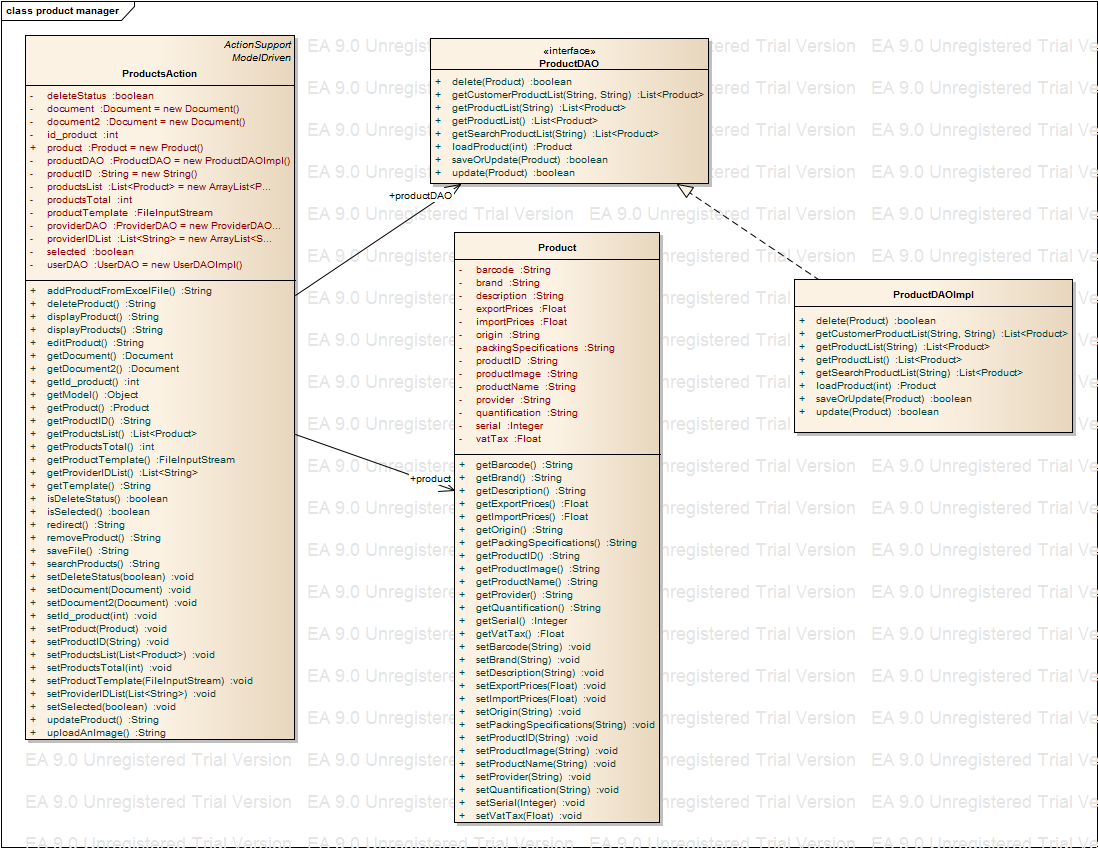 class product manager
ActionSupport
ModelDriven
ProductsAction
- deleteStatus :boolean
- document :Document = new Document()
- document2 :Document = new Document()
- id_product :int
+ product :Product = new Product()
- productDAO :ProductDAO = new ProductDAOImpl()
- productID :String = new String()
- productsList :List<Product> = new ArrayList<P...
- productsTotal :int
- productTemplate :FileInputStream
- providerDAO :ProviderDAO = new ProviderDAO...
- providerIDList :List<String> = new ArrayList<S...
- selected :boolean
- userDAO :UserDAO = new UserDAOImpl()
+ addProductFromExcelFile() :String
+ deleteProduct() :String
+ displayProduct() :String
+ displayProducts() :String
+ editProduct() :String
+ getDocument() :Document
+ getDocument2() :Document
+ getId_product() :int
+ getModel() :Object
+ getProduct() :Product
+ getProductID() :String
+ getProductsList() :List<Product>
+ getProductsTotal() :int
+ getProductTemplate() :FileInputStream
+ getProviderIDList() :List<String>
+ getTemplate() :String
+ isDeleteStatus() :boolean
+ isSelected() :boolean
+ redirect() :String
+ removeProduct() :String
+ saveFile() :String
+ searchProducts() :String
+ setDeleteStatus(boolean) :void
+ setDocument(Document) :void
+ setDocument2(Document) :void
+ setId_product(int) :void
+ setProduct(Product) :void
+ setProductID(String) :void
+ setProductsList(List<Product>) :void
+ setProductsTotal(int) :void
+ setProductTemplate(FileInputStream) :void
+ setProviderIDList(List<String>) :void
+ setSelected(boolean) :void
+ updateProduct() :String
+ uploadAnImage() :String
«interface»
ProductDAO
+ delete(Product) :boolean
+ getCustomerProductList(String, String) :List<Product>
+ getProductList(String) :List<Product>
+ getProductList() :List<Product>
+ getSearchProductList(String) :List<Product>
+ loadProduct(int) :Product
+ saveOrUpdate(Product) :boolean
+ update(Product) :boolean
+productDAO
Product
- barcode :String
- brand :String
- description :String
- exportPrices :Float
- importPrices :Float
- origin :String
- packingSpecifications :String
- productID :String
- productImage :String
- productName :String
- provider :String
- quantification :String
- serial :Integer
- vatTax :Float
+ getBarcode() :String
+ getBrand() :String
+ getDescription() :String
+ getExportPrices() :Float
+ getImportPrices() :Float
+ getOrigin() :String
+ getPackingSpecifications() :String
+ getProductID() :String
+ getProductImage() :String
+ getProductName() :String
+ getProvider() :String
+ getQuantification() :String
+ getSerial() :Integer
+ getVatTax() :Float
+ setBarcode(String) :void
+ setBrand(String) :void
+ setDescription(String) :void
+ setExportPrices(Float) :void
+ setImportPrices(Float) :void
+ setOrigin(String) :void
+ setPackingSpecifications(String) :void
+ setProductID(String) :void
+ setProductImage(String) :void
+ setProductName(String) :void
+ setProvider(String) :void
+ setQuantification(String) :void
+ setSerial(Integer) :void
+ setVatTax(Float) :void
+product
ProductDAOImpl
+ delete(Product) :boolean
+ getCustomerProductList(String, String) :List<Product>
+ getProductList(String) :List<Product>
+ getProductList() :List<Product>
+ getSearchProductList(String) :List<Product>
+ loadProduct(int) :Product
+ saveOrUpdate(Product) :boolean
+ update(Product) :boolean
EA 9.0 Unregistered Trial Version